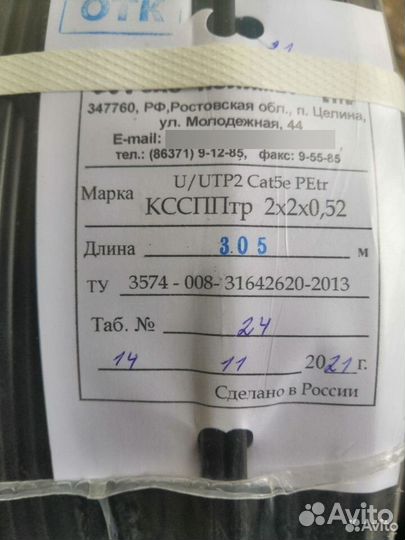 ОТК
347760, РФ,Ростовская обл., п. Целина,
ул. Молодежная, 44
E-mail:
тел.: (86371) 9-12-85, факс: 9-55-85
Марка U/UTP2 Cat5e PEtr
КССППтр 2х2х0,52
Длина 305 м
ТУ 3574 - 008- 31642620-2013
Таб. № 24
14 11 2021 г.
Сделано в России
Avito